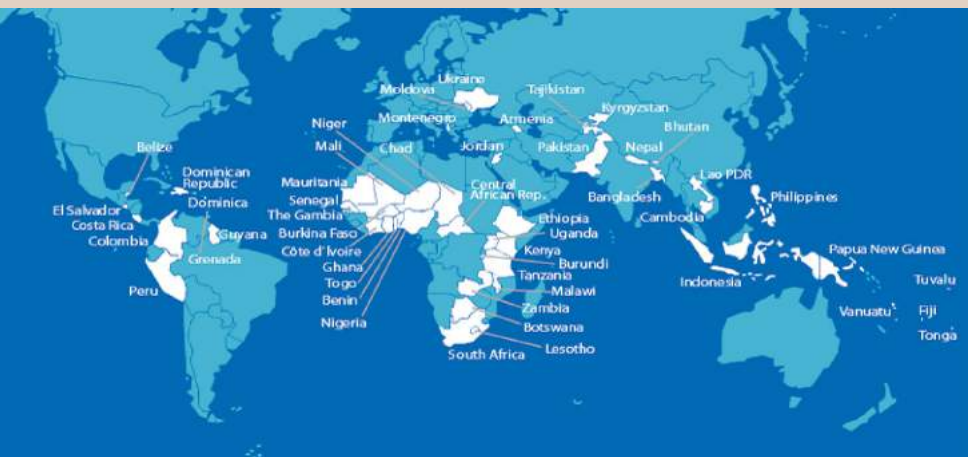 Ukraine
Moldova
Tajikistan
Kyrgyzstan
Montenegro
Armenia
Niger
Bhutan
Mali
Chad
Jordan
Pakistan
Nepal
Belize
Dominican
Republic
Lao PDR
Mauritania
Central
African Rep.
Dominica
Senegal
Bangladesh
Philippines
El Salvador
The Gambia
Ethiopia
Cambodia
Costa Rica
Burkina Faso
Uganda
Colombia
Guyana
Côte d'Ivoire
Kenya
Papua New Guinea
Grenada
Ghana
Burundi
Togo
Tanzania
Indonesia
Tuvalu
Peru
Benin
Malawi
Zambia
Vanuatu
Fiji
Nigeria
Botswana
Tonga
Lesotho
South Africa